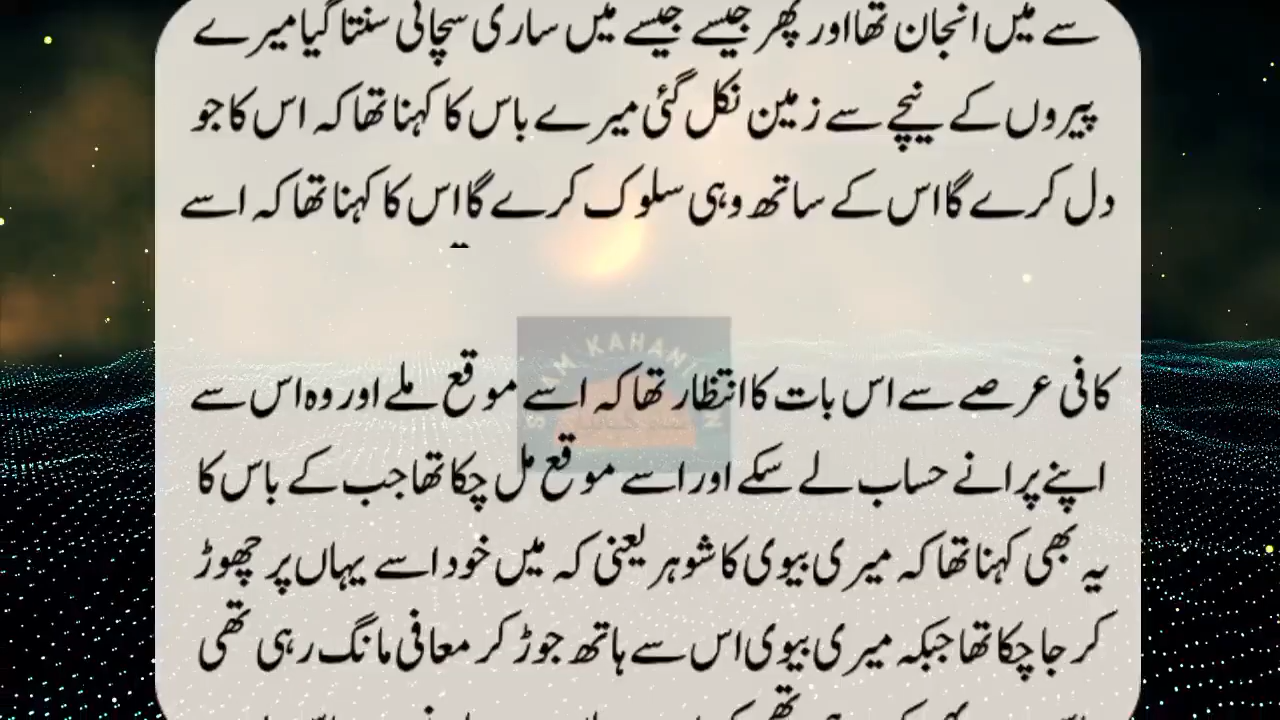 سے میں انجان تھا اور پھر جیسے جیسے میں ساری سچائی سنتا گیا میرے
پیروں کے نیچے سے زمین نکل گئی میرے باس کا کہنا تھا کہ اس کا جو
دل کرے گا اس کے ساتھ وہی سلوک کرے گا اس کا کہنا تھا کہ اسے
KAHANI
کافی عرصے سے اس بات کا انتظار تھا کہ اسے موقع ملے اور وہ اس سے
اپنے پرانے حساب لے سکے اور اسے موقع مل چکا تھا جب کے باس کا
یہ بھی کہنا تھا کہ میری بیوی کا شوہر یعنی کہ میں خود اسے یہاں پر چھوڑ
کر جا چکا تھا جبکہ میری بیوی اس سے ہاتھ جوڑ کر معافی مانگ رہی تھی